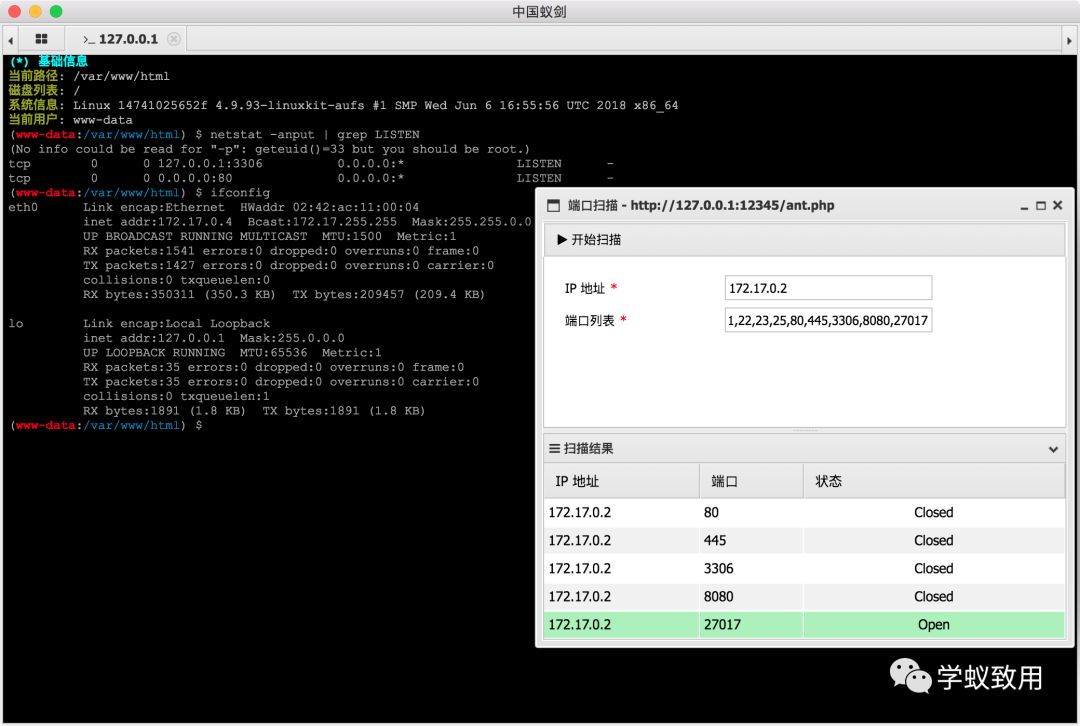 中国蚁剑
>_ 127.0.0.1
(*) 基础信息
当前路径: /var/www/html
磁盘列表: /
系统信息: Linux 14741025652f 4.9.93-linuxkit-aufs #1 SMP Wed Jun 6 16:55:56 UTC 2018 x86_64
当前用户: www-data
(www-data:/var/www/html) $ netstat -anput | grep LISTEN
(No info could be read for "-p": geteuid()=33 but you should be root.)
tcp 0 0 127.0.0.1:3306 0.0.0.0:* LISTEN -
tcp 0 0 0.0.0.0:80 0.0.0.0:* LISTEN -
(www-data:/var/www/html) $ ifconfig
eth0 Link encap:Ethernet HWaddr 02:42:ac:11:00:04
inet addr:172.17.0.4 Bcast:172.17.255.255 Mask:255.255.0.0
UP BROADCAST RUNNING MULTICAST MTU:1500 Metric:1
RX packets:1541 errors:0 dropped:0 overruns:0 frame:0
TX packets:1427 errors:0 dropped:0 overruns:0 carrier:0
collisions:0 txqueuelen:0
RX bytes:350311 (350.3 KB) TX bytes:209457 (209.4 KB)
lo Link encap:Local Loopback
inet addr:127.0.0.1 Mask:255.0.0.0
UP LOOPBACK RUNNING MTU:65536 Metric:1
RX packets:35 errors:0 dropped:0 overruns:0 frame:0
TX packets:35 errors:0 dropped:0 overruns:0 carrier:0
collisions:0 txqueuelen:1
RX bytes:1891 (1.8 KB) TX bytes:1891 (1.8 KB)
(www-data:/var/www/html) $
端口扫描 - http://127.0.0.1:12345/ant.php
开始扫描
IP 地址 * 172.17.0.2
端口列表 * 1,22,23,25,80,445,3306,8080,27017
扫描结果
IP 地址 端口 状态
172.17.0.2 80 Closed
172.17.0.2 445 Closed
172.17.0.2 3306 Closed
172.17.0.2 8080 Closed
172.17.0.2 27017 Open
学蚁致用